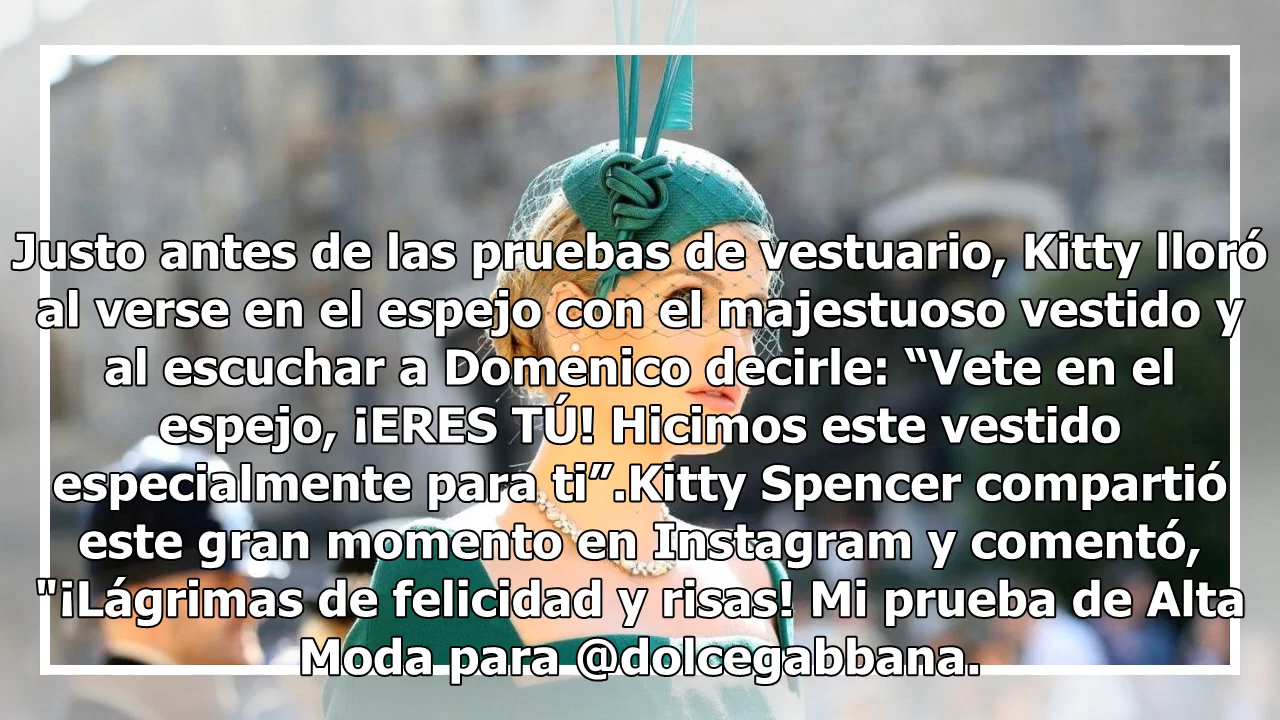 Justo antes de las pruebas de vestuario, Kitty lloró
al verse en el espejo con el majestuoso vestido y
al escuchar a Domenico decirle: “Vete en el
espejo, ¡ERES TÚ! Hicimos este vestido
especialmente para ti”.Kitty Spencer compartió
este gran momento en Instagram y comentó,
"¡Lágrimas de felicidad y risas! Mi prueba de Alta
Moda para @dolcegabbana.